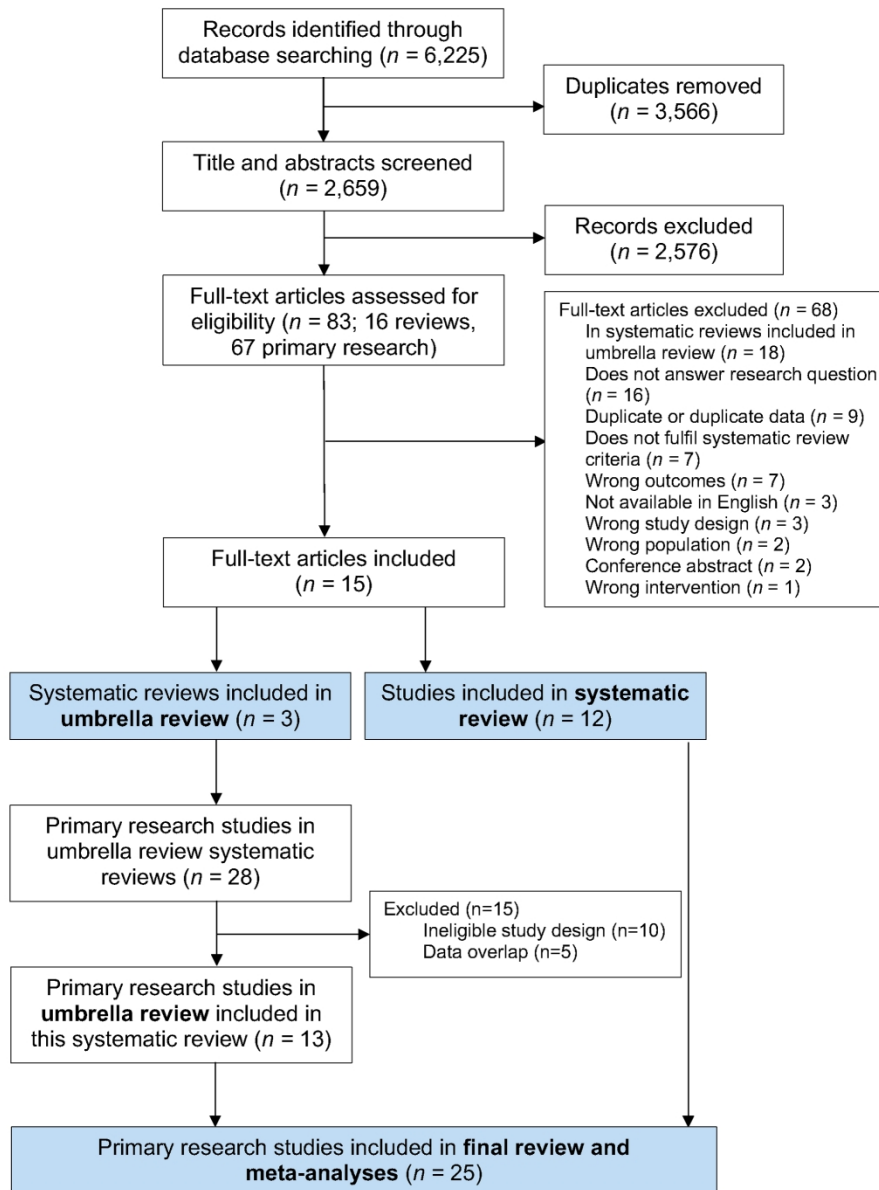 Records identified through
database searching (n = 6,225)
Duplicates removed
(n = 3,566)
Title and abstracts screened
(n = 2,659)
Records excluded
(n = 2,576)
Full-text articles assessed for
eligibility (n = 83; 16 reviews,
67 primary research)
Full-text articles excluded (n = 68)
In systematic reviews included in
umbrella review (n = 18)
Does not answer research question
(n = 16)
Duplicate or duplicate data (n = 9)
Does not fulfil systematic review
criteria (n = 7)
Wrong outcomes (n = 7)
Not available in English (n = 3)
Wrong study design (n = 3)
Wrong population (n = 2)
Conference abstract (n = 2)
Wrong intervention (n = 1)
Full-text articles included
(n = 15)
Systematic reviews included in
umbrella review (n = 3)
Studies included in systematic
review (n = 12)
Primary research studies in
umbrella review systematic
reviews (n = 28)
Excluded (n=15)
Ineligible study design (n=10)
Data overlap (n=5)
Primary research studies in
umbrella review included in
this systematic review (n = 13)
Primary research studies included in final review and
meta-analyses (n = 25)